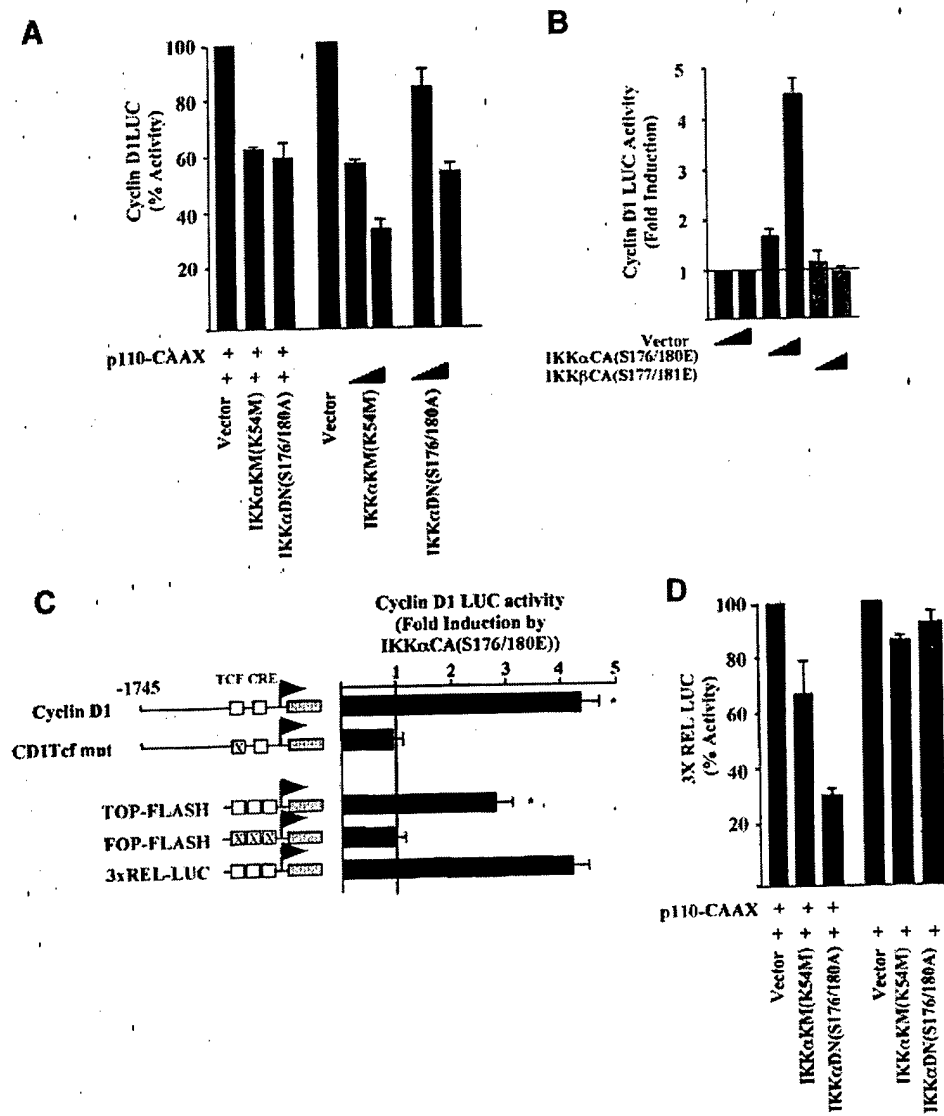 A
Cyclin D1LUC
(% Activity)
100
80
60
40
20
p110-CAAX + + +
+ + +
Vector
IKKαKM(K54M)
IKKαDN(S176/180A)
Vector
IKKαKM(K54M)
IKKαDN(S176/180A)
B
Cyclin D1 LUC Activity
(Fold Induction)
5
4
3
2
1
Vector
IKKαCA(S176/180E)
IKKβCA(S177/181E)
C
Cyclin D1 LUC activity
(Fold Induction by
IKKαCA(S176/180E))
1 2 3 4 5
-1745
TCF CRE
Cyclin D1
*
CD1Tcf mut
X
TOP-FLASH
*
FOP-FLASH
XXX
3xREL-LUC
D
3X REL LUC
(% Activity)
100
80
60
40
20
p110-CAAX + + +
Vector +
IKKαKM(K54M) +
IKKαDN(S176/180A) +
Vector +
IKKαKM(K54M) +
IKKαDN(S176/180A) +